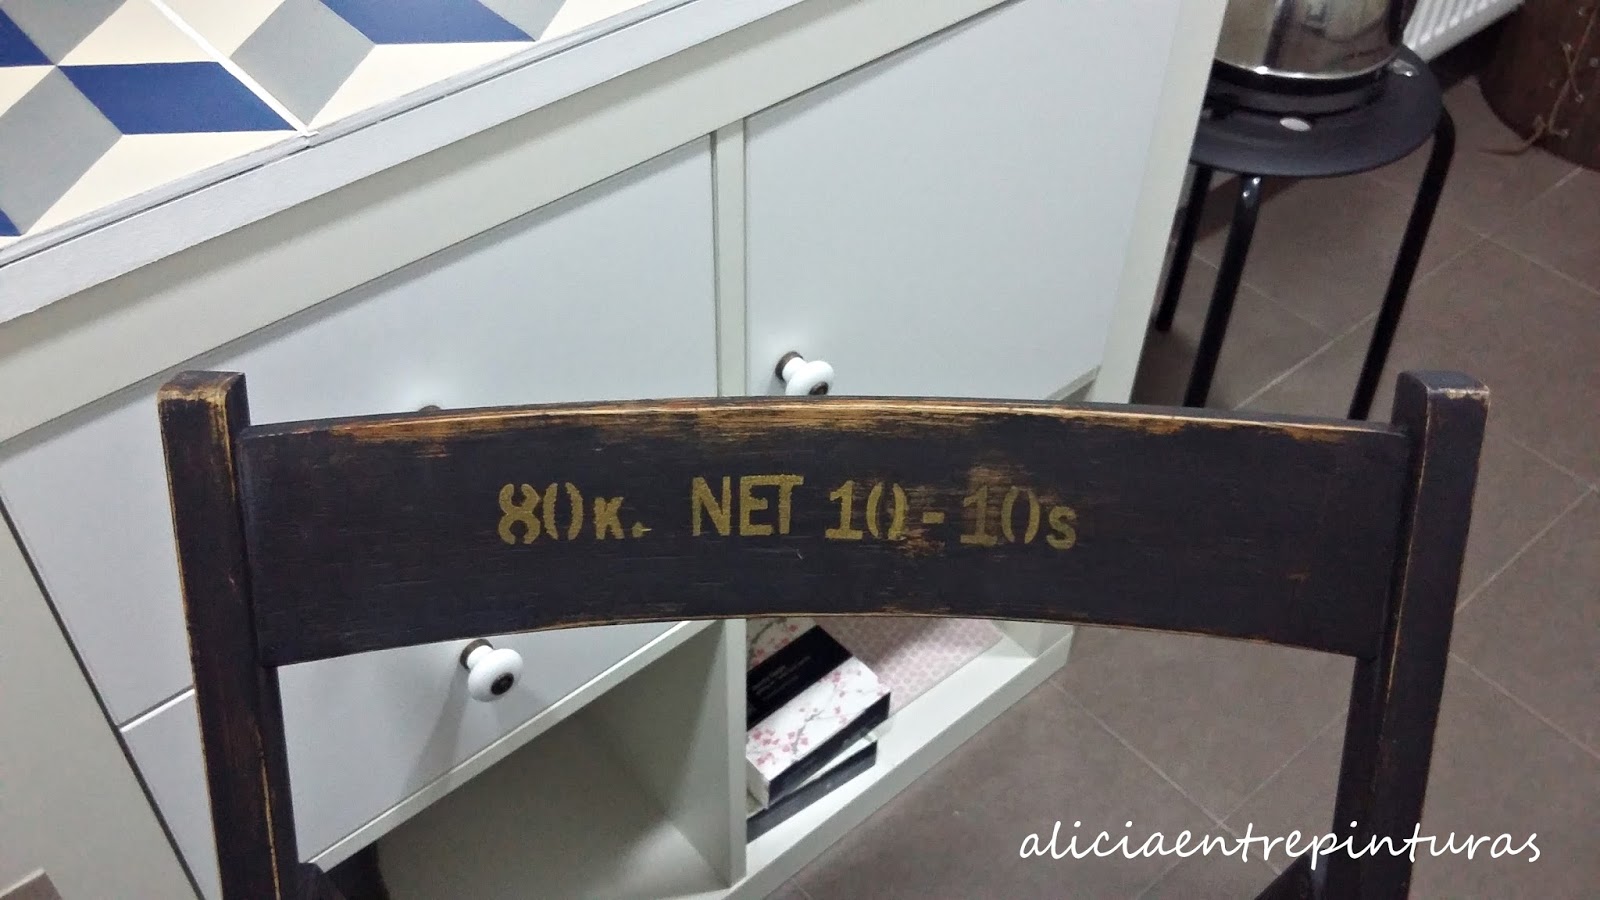 80K. NET 10-10s
aliciaentrepinturas